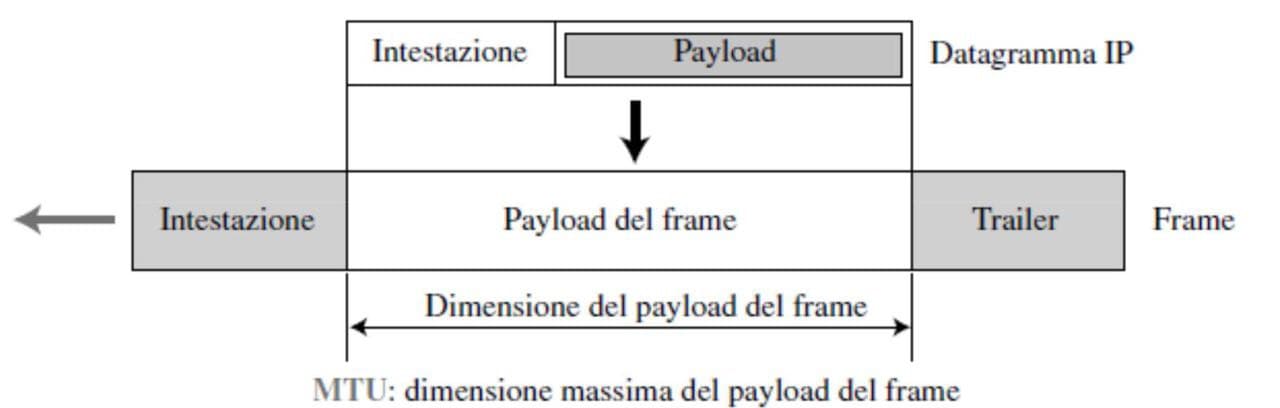 Intestazione Payload Datagramma IP
Intestazione Payload del frame Trailer Frame
Dimensione del payload del frame
MTU: dimensione massima del payload del frame